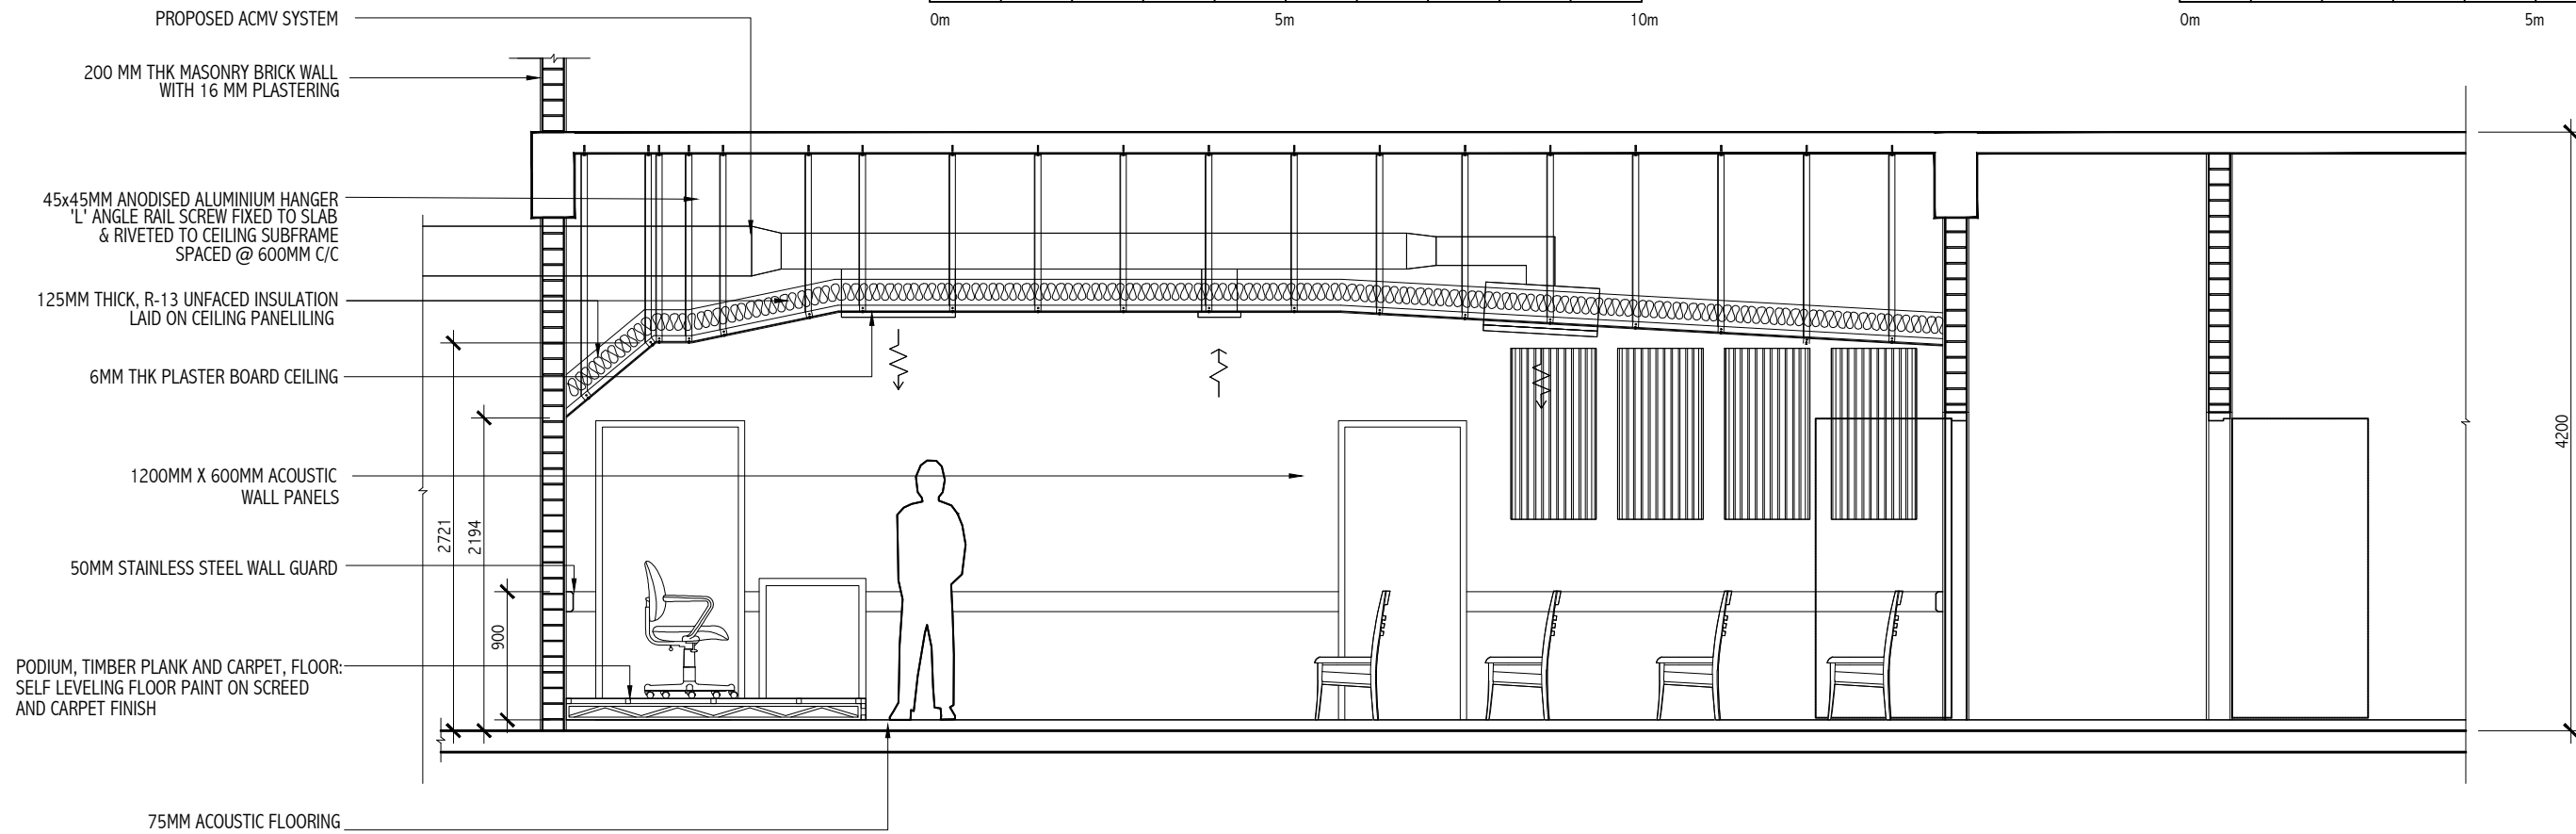 0m
5m
10m
0m
5m
PROPOSED ACMV SYSTEM
200 MM THK MASONRY BRICK WALL
WITH 16 MM PLASTERING
45x45MM ANODISED ALUMINIUM HANGER
'L' ANGLE RAIL SCREW FIXED TO SLAB
& RIVETED TO CEILING SUBFRAME
SPACED @ 600MM C/C
125MM THICK, R-13 UNFACED INSULATION
LAID ON CEILING PANELILING
6MM THK PLASTER BOARD CEILING
1200MM X 600MM ACOUSTIC
WALL PANELS
50MM STAINLESS STEEL WALL GUARD
PODIUM, TIMBER PLANK AND CARPET, FLOOR:
SELF LEVELING FLOOR PAINT ON SCREED
AND CARPET FINISH
75MM ACOUSTIC FLOORING
2721
2194
900
4200